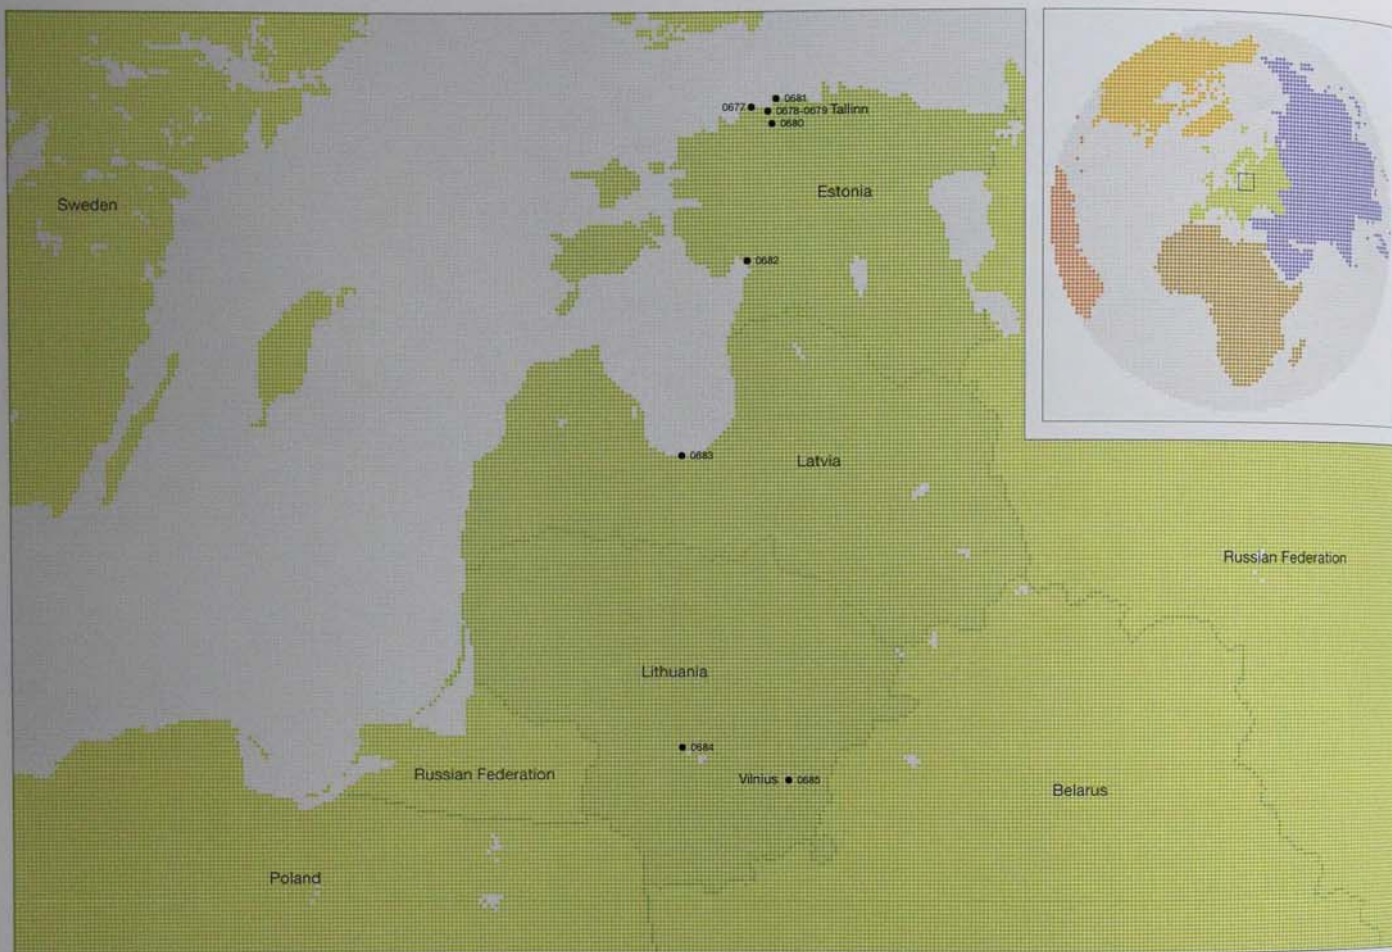 0681
0677
0678-0679 Tallinn
0680
Estonia
Sweden
0682
0683
Latvia
Russian Federation
Lithuania
0684
Russian Federation
Vilnius 0685
Belarus
Poland